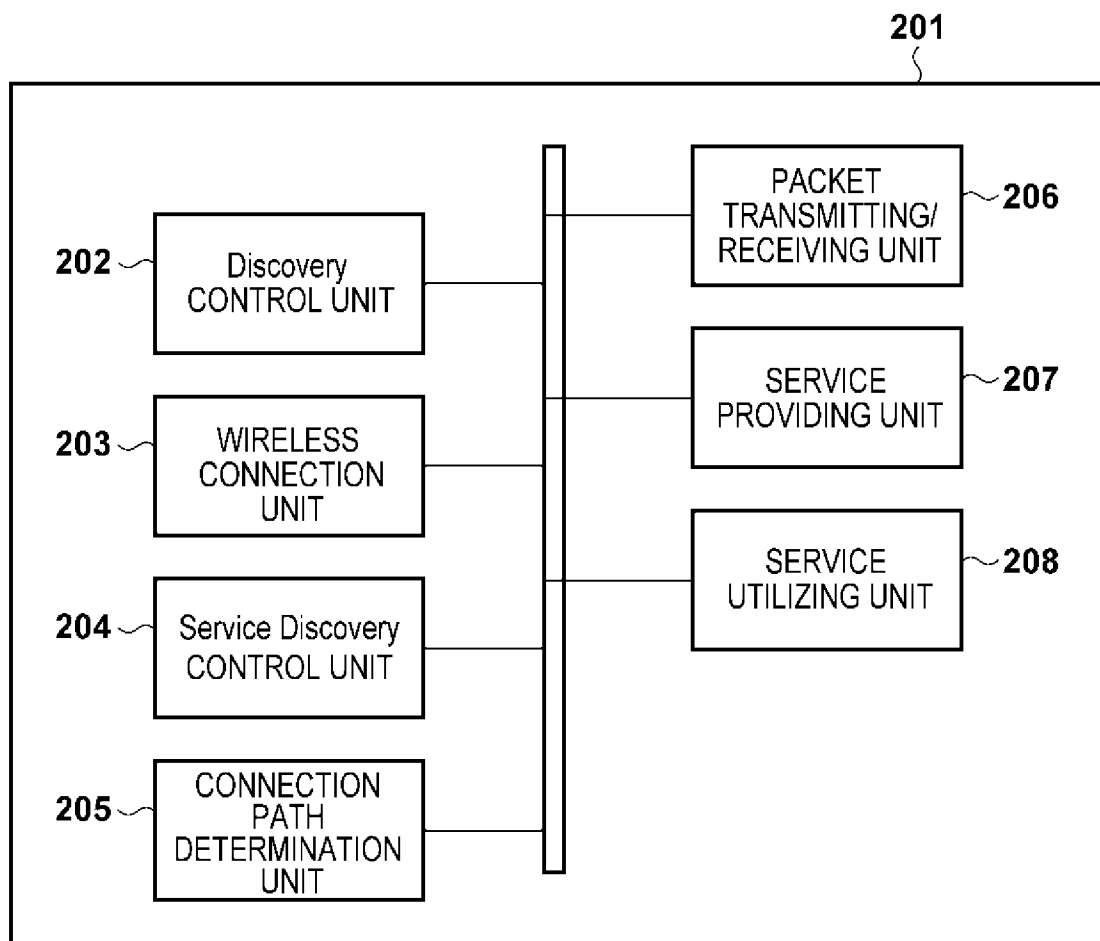 201
202
Discovery
CONTROL UNIT
203
WIRELESS
CONNECTION
UNIT
204
Service Discovery
CONTROL UNIT
205
CONNECTION
PATH
DETERMINATION
UNIT
PACKET
TRANSMITTING/
RECEIVING UNIT
206
SERVICE
PROVIDING UNIT
207
SERVICE
UTILIZING UNIT
208